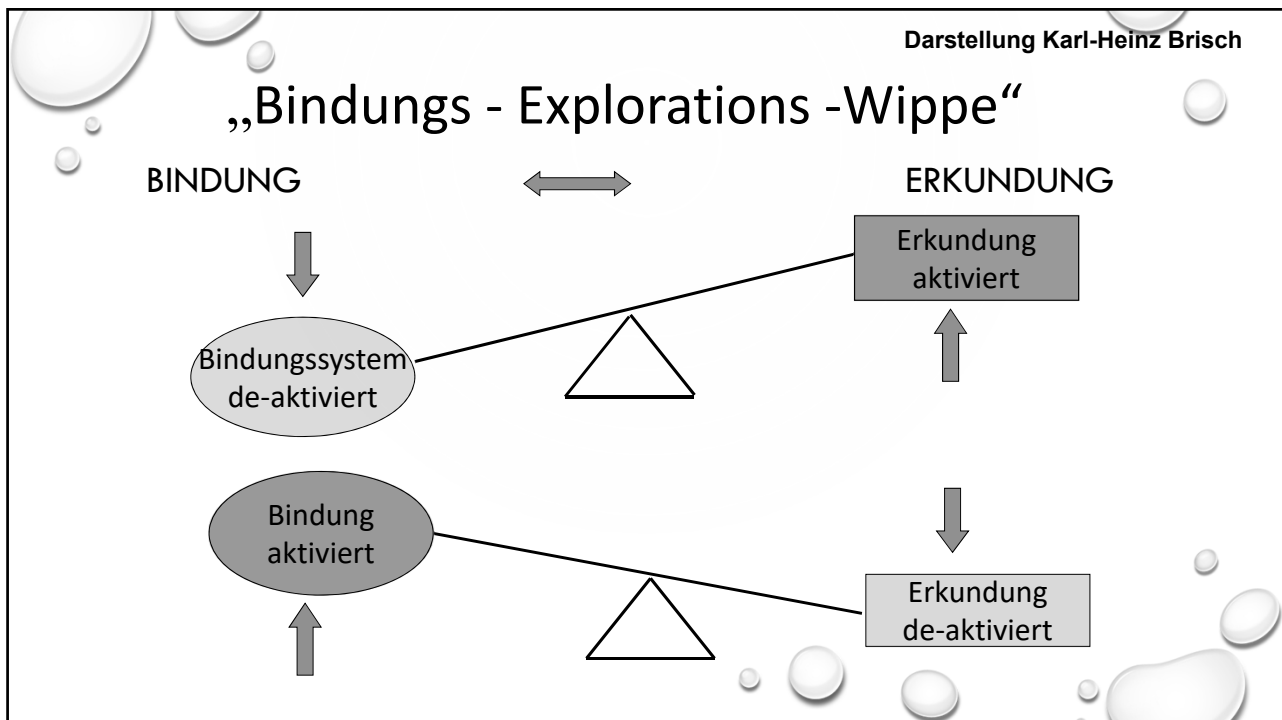 Darstellung Karl-Heinz Brisch
„Bindungs - Explorations -Wippe“
BINDUNG
ERKUNDUNG
Erkundung
aktiviert
Bindungssystem
de-aktiviert
Bindung
aktiviert
Erkundung
de-aktiviert